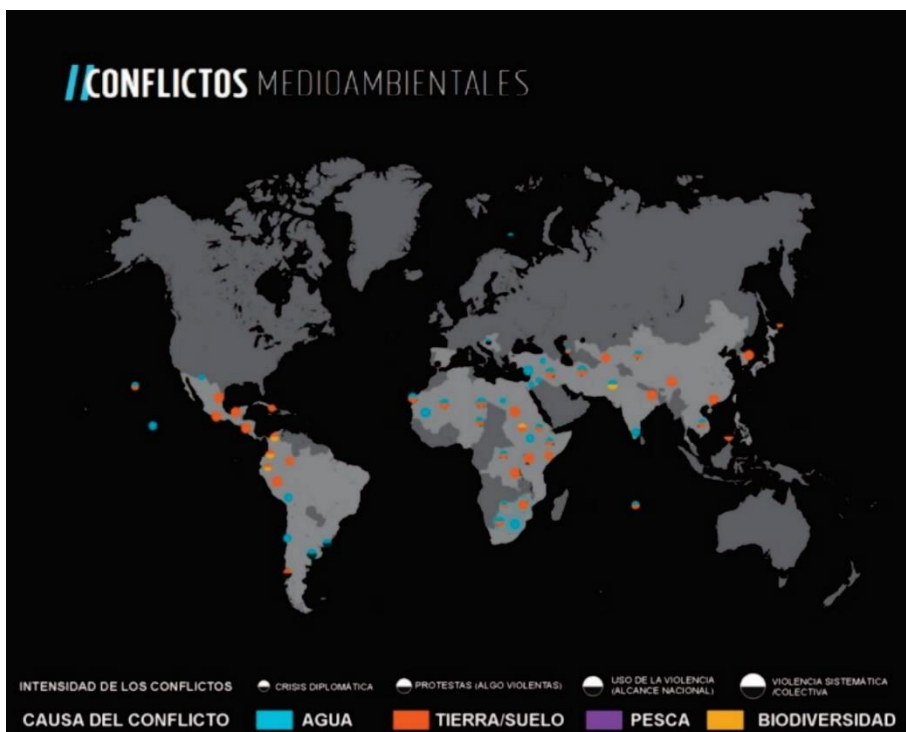 //CONFLICTOS MEDIOAMBIENTALES
INTENSIDAD DE LOS CONFLICTOS
CRISIS DIPLOMÁTICA
PROTESTAS (ALGO VIOLENTAS)
USO DE LA VIOLENCIA
(ALCANCE NACIONAL)
VIOLENCIA SISTEMÁTICA
/COLECTIVA
CAUSA DEL CONFLICTO
AGUA
TIERRA/SUELO
PESCA
BIODIVERSIDAD